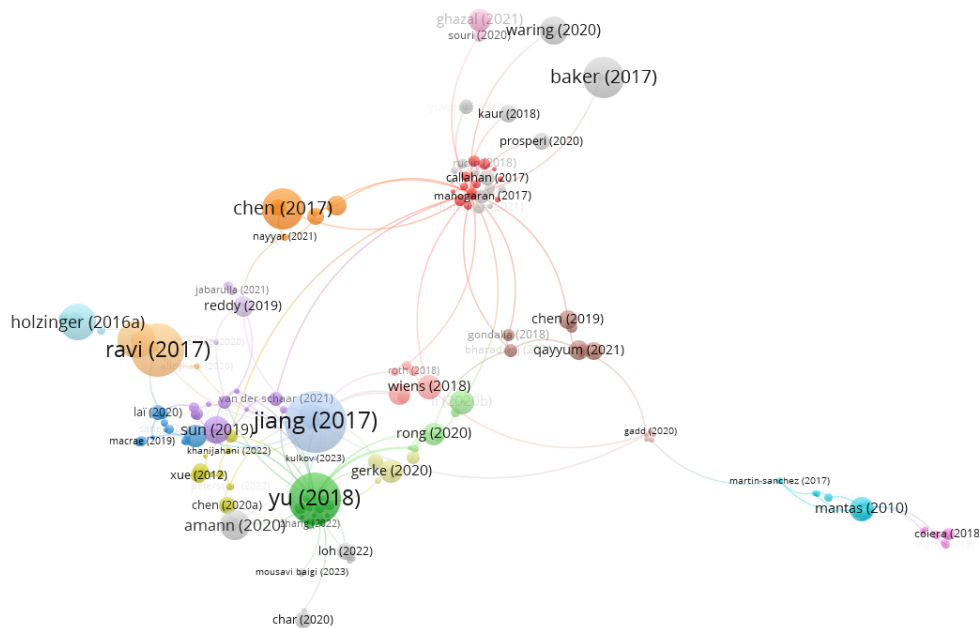 ghazal (2021)
souri (2020)
waring (2020)
baker (2017)
kaur (2018)
prosperi (2020)
callahan (2017)
manogaran (2017)
chen (2017)
nayyar (2021)
jabarulla (2021)
reddy (2019)
holzinger (2016a)
ravi (2017)
chen (2019)
gondalia (2018)
qayyum (2021)
roth (2018)
wiens (2018)
van der schaar (2021)
laï (2020)
jiang (2017)
sun (2019)
macrae (2019)
rong (2020)
gadd (2020)
khanijahani (2022)
kulkov (2023)
xue (2012)
gerke (2020)
yu (2018)
martin-sanchez (2017)
chen (2020a)
mantas (2010)
amann (2020)
zhang (2022)
coiera (2018)
loh (2022)
mousavi baigi (2023)
char (2020)